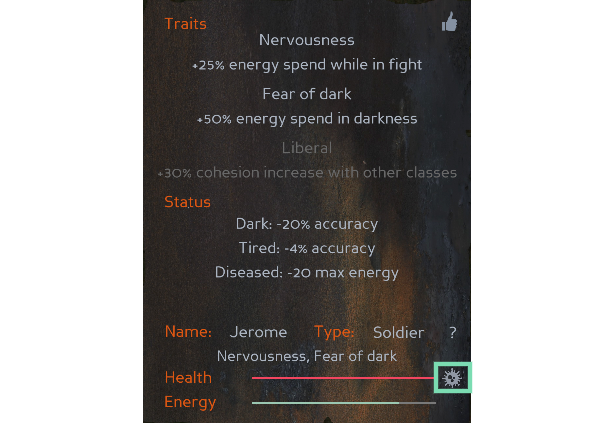 Traits
Nervousness
+25% energy spend while in fight
Fear of dark
+50% energy spend in darkness
Liberal
+30% cohesion increase with other classes
Status
Dark: -20% accuracy
Tired: -4% accuracy
Diseased: -20 max energy
Name: Jerome Type: Soldier ?
Nervousness, Fear of dark
Health
Energy